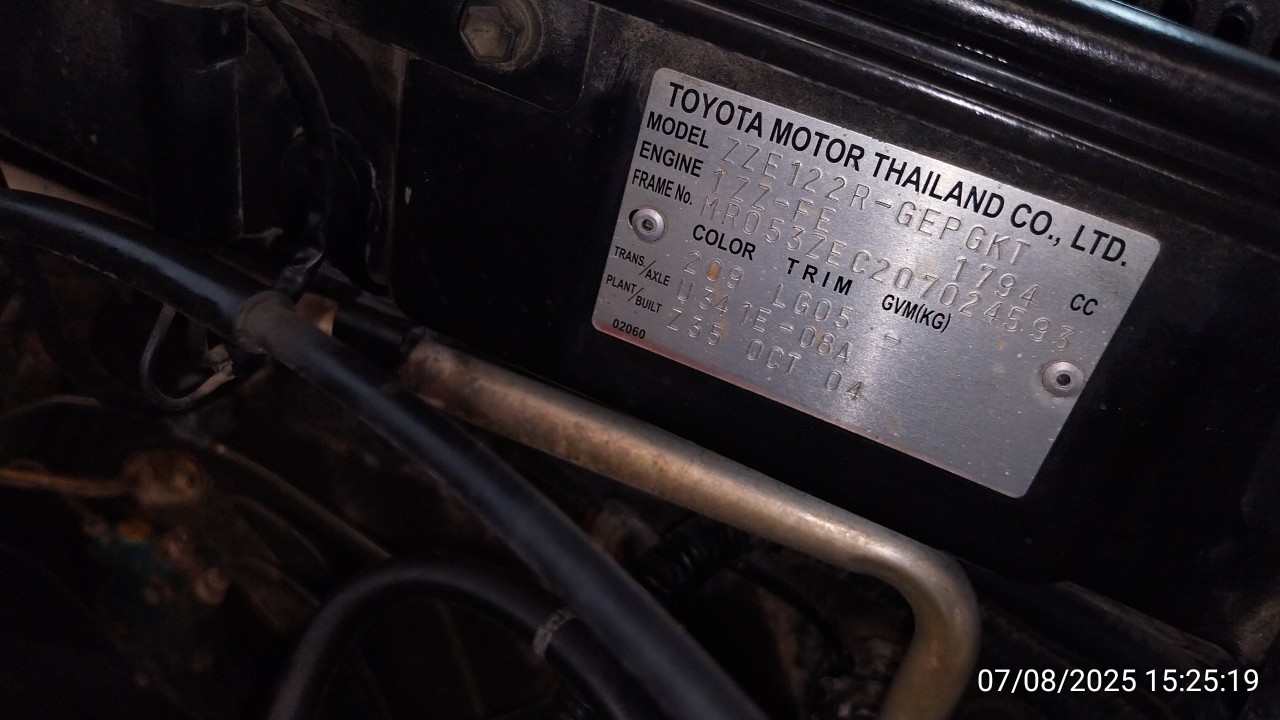 TOYOTA MOTOR THAILAND CO., LTD.
MODEL ZZE122R-GEPGKT
ENGINE 1ZZ-FE 1794 CC
FRAME No. MR053ZEC207024593
COLOR TRIM GVM(KG)
209 LG05 -
TRANS./AXLE U341E-08A
PLANT/BUILT Z35 OCT 04
02060
07/08/2025 15:25:19